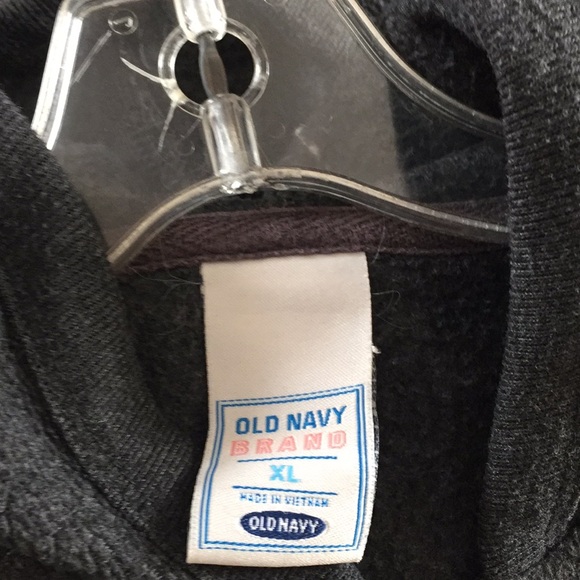 OLD NAVY
BRAND
XL
MADE IN VIETNAM
OLD NAVY